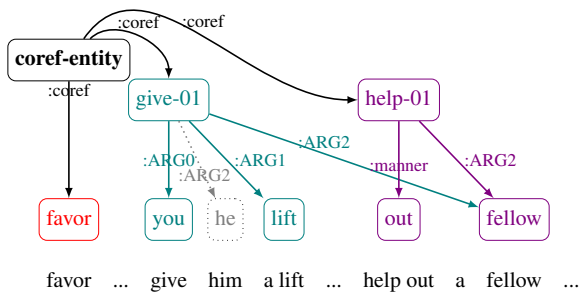 :coref :coref
coref-entity
:coref
give-01 help-01
:ARG0 :ARG2 :ARG1 :ARG2 :manner :ARG2
favor you he lift out fellow
favor ... give him a lift ... help out a fellow ...